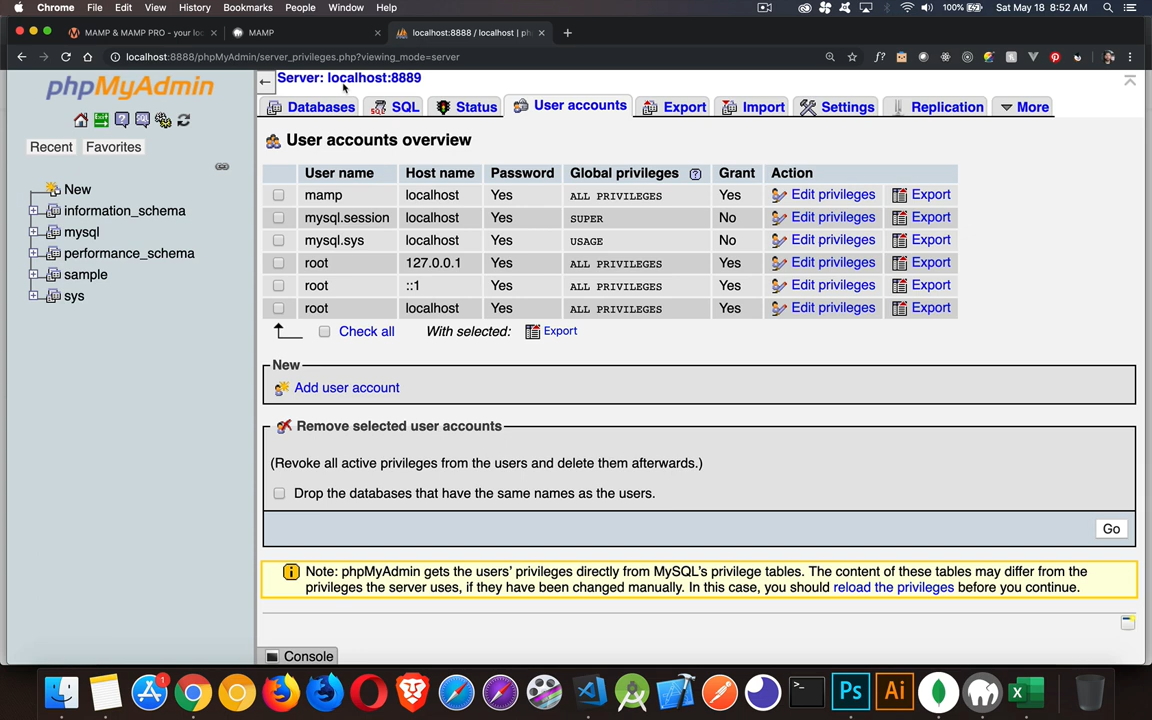 Chrome File Edit View History Bookmarks People Window Help 100% Sat May 18 8:52 AM
MAMP & MAMP PRO - your lo
MAMP
localhost:8888 / localhost | ph
localhost:8888/phpMyAdmin/server_privileges.php?viewing_mode=server
phpMyAdmin
Recent Favorites
New
information_schema
mysql
performance_schema
sample
sys
Server: localhost:8889
Databases SQL Status User accounts Export Import Settings Replication More
User accounts overview
User name Host name Password Global privileges Grant Action
mamp localhost Yes ALL PRIVILEGES Yes Edit privileges Export
mysql.session localhost Yes SUPER No Edit privileges Export
mysql.sys localhost Yes USAGE No Edit privileges Export
root 127.0.0.1 Yes ALL PRIVILEGES Yes Edit privileges Export
root ::1 Yes ALL PRIVILEGES Yes Edit privileges Export
root localhost Yes ALL PRIVILEGES Yes Edit privileges Export
Check all With selected: Export
New
Add user account
Remove selected user accounts
(Revoke all active privileges from the users and delete them afterwards.)
Drop the databases that have the same names as the users.
Go
Note: phpMyAdmin gets the users' privileges directly from MySQL's privilege tables. The content of these tables may differ from the
privileges the server uses, if they have been changed manually. In this case, you should reload the privileges before you continue.
Console
1
Ps
Ai